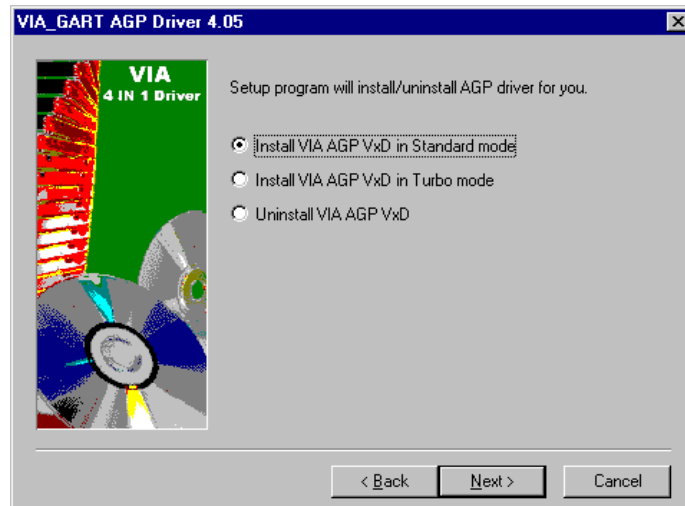 VIA_GART AGP Driver 4.05
VIA
4 IN 1 Driver
Setup program will install/uninstall AGP driver for you.
Install VIA AGP VxD in Standard mode
Install VIA AGP VxD in Turbo mode
Uninstall VIA AGP VxD
< Back
Next >
Cancel